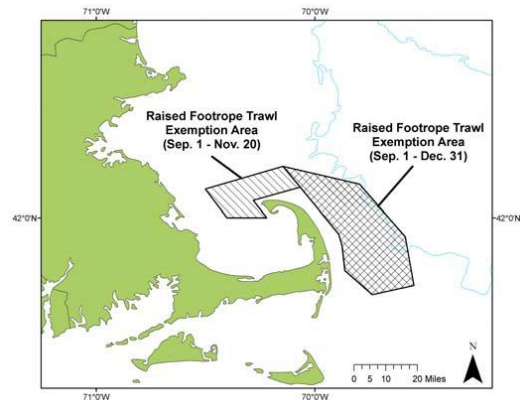 71°0'W
70°0'W
Raised Footrope Trawl
Exemption Area
(Sep. 1 - Nov. 20)
Raised Footrope Trawl
Exemption Area
(Sep. 1 - Dec. 31)
42°0'N
42°0'N
N
0 5 10 20 Miles
71°0'W
70°0'W